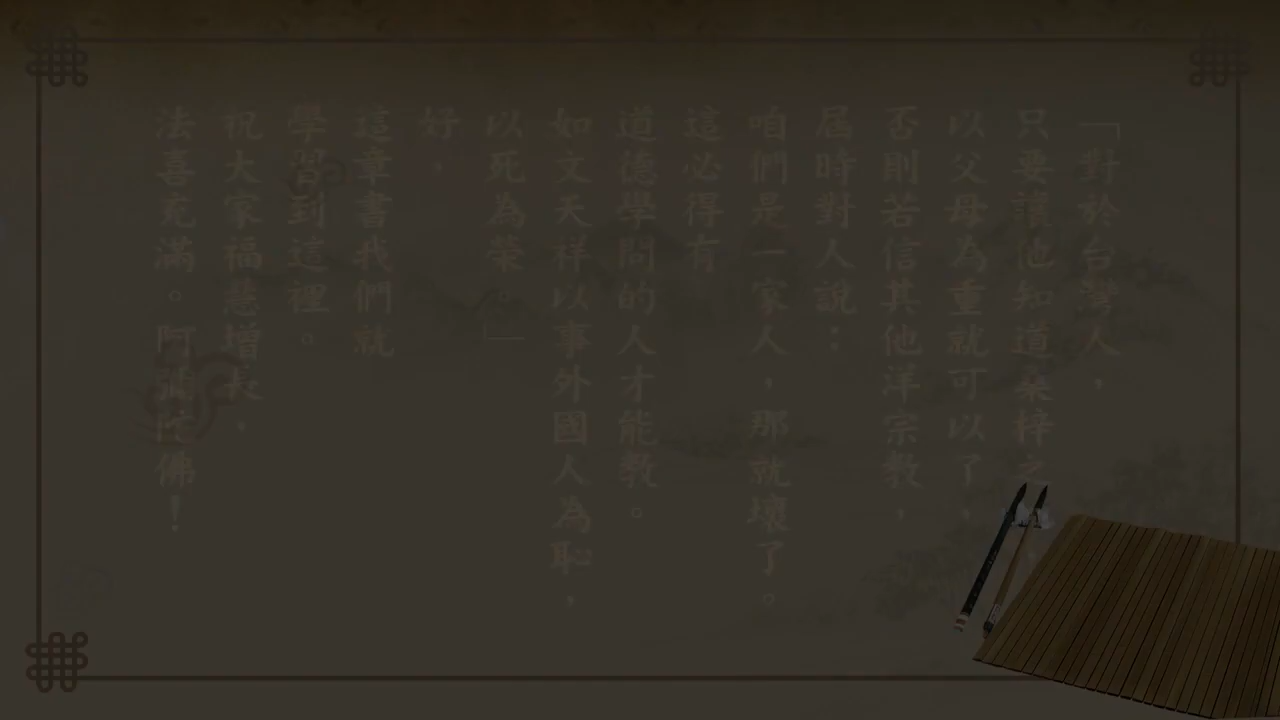 「對於台灣人，
只要讓他知道桑梓之
以父母為重就可以了，
否則若信其他洋宗教，
屆時對人說：
咱們是一家人，那就壞了。
這必得有
道德學問的人才能教。
如文天祥以事外國人為恥，
以死為榮。」
好，
這章書我們就
學習到這裡。
祝大家福慧增長、
法喜充滿。阿彌陀佛！